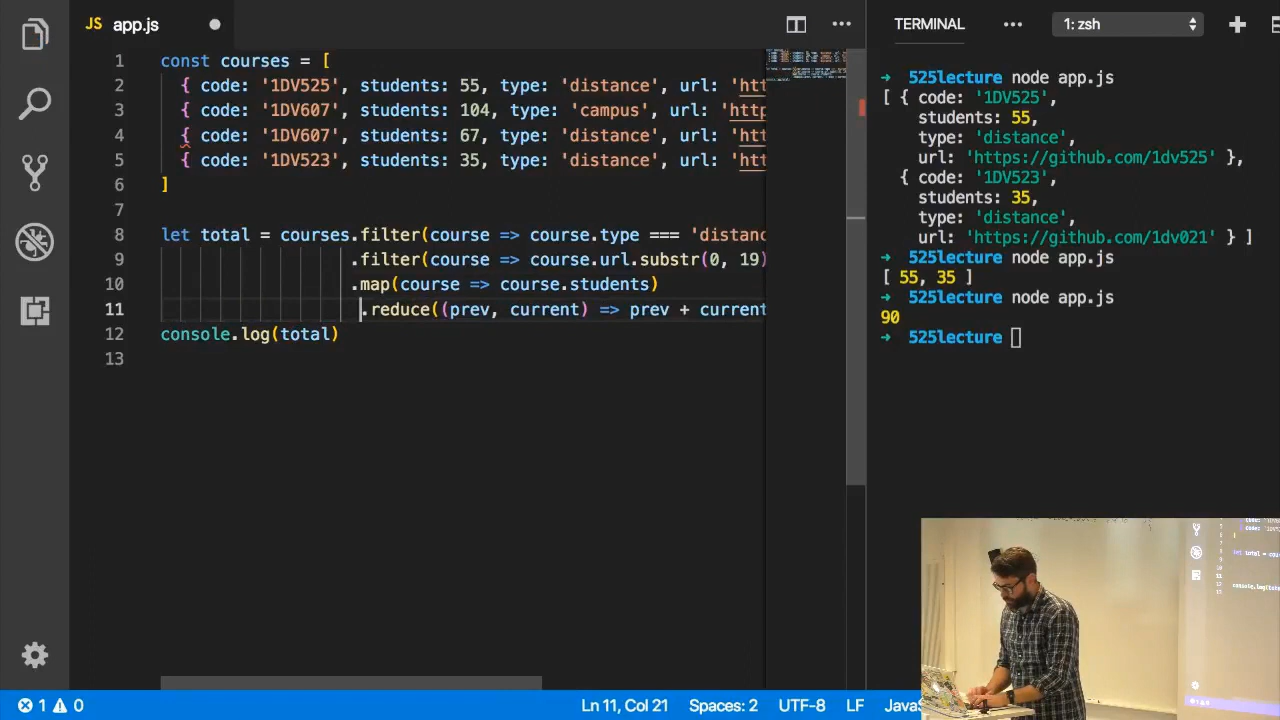 JS app.js
TERMINAL
1: zsh
1 const courses = [
2 { code: '1DV525', students: 55, type: 'distance', url: 'htt
3 { code: '1DV607', students: 104, type: 'campus', url: 'http
4 { code: '1DV607', students: 67, type: 'distance', url: 'htt
5 { code: '1DV523', students: 35, type: 'distance', url: 'htt
6 ]
7
8 let total = courses.filter(course => course.type === 'distanc
9 .filter(course => course.url.substr(0, 19)
10 .map(course => course.students)
11 .reduce((prev, current) => prev + current
12 console.log(total)
13
→ 525lecture node app.js
[ { code: '1DV525',
students: 55,
type: 'distance',
url: 'https://github.com/1dv525' },
{ code: '1DV523',
students: 35,
type: 'distance',
url: 'https://github.com/1dv021' } ]
→ 525lecture node app.js
[ 55, 35 ]
→ 525lecture node app.js
90
→ 525lecture
1 0 Ln 11, Col 21 Spaces: 2 UTF-8 LF JavaS